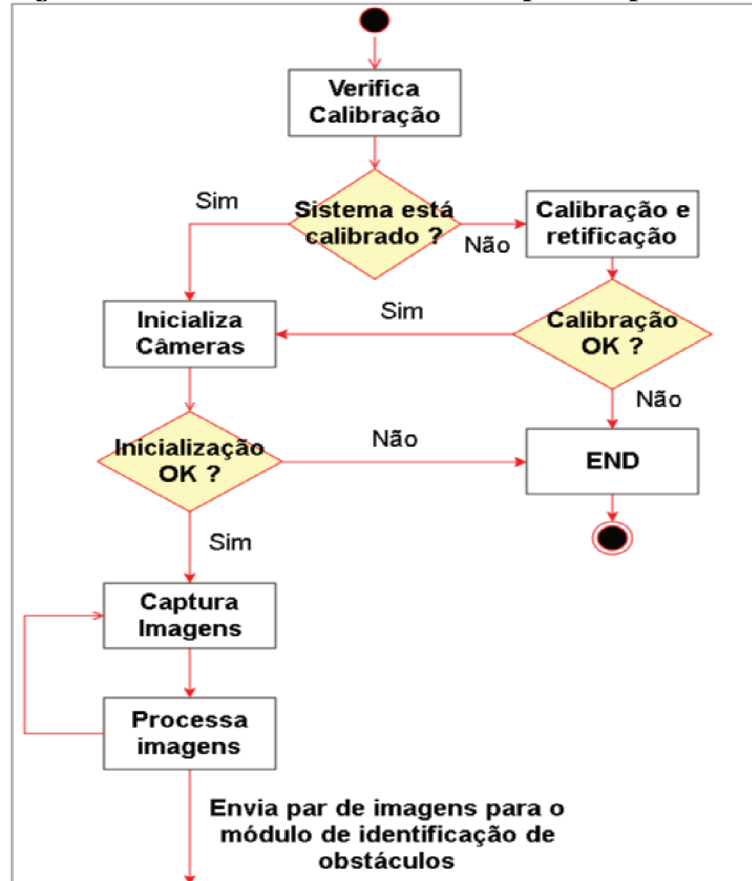 Verifica
Calibração
Sistema está
calibrado ?
Sim
Não
Calibração e
retificação
Inicializa
Câmeras
Sim
Calibração
OK ?
Não
Inicialização
OK ?
Não
END
Sim
Captura
Imagens
Processa
imagens
Envia par de imagens para o
módulo de identificação de
obstáculos